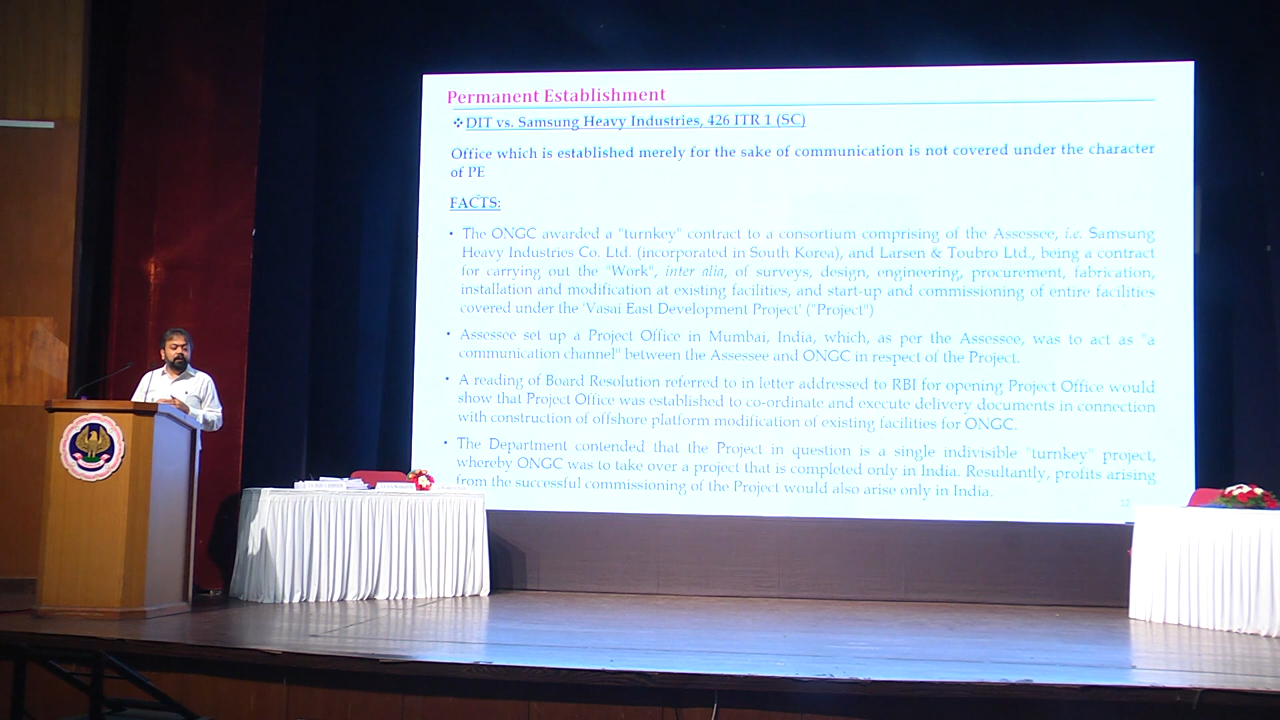 Permanent Establishment
❖DIT vs. Samsung Heavy Industries, 426 ITR 1 (SC)
Office which is established merely for the sake of communication is not covered under the character
of PE
FACTS:
• The ONGC awarded a "turnkey" contract to a consortium comprising of the Assessee, i.e. Samsung
Heavy Industries Co. Ltd. (incorporated in South Korea), and Larsen & Toubro Ltd., being a contract
for carrying out the "Work", inter alia, of surveys, design, engineering, procurement, fabrication,
installation and modification at existing facilities, and start-up and commissioning of entire facilities
covered under the 'Vasai East Development Project' ("Project")
• Assessee set up a Project Office in Mumbai, India, which, as per the Assessee, was to act as "a
communication channel" between the Assessee and ONGC in respect of the Project.
• A reading of Board Resolution referred to in letter addressed to RBI for opening Project Office would
show that Project Office was established to co-ordinate and execute delivery documents in connection
with construction of offshore platform modification of existing facilities for ONGC.
• The Department contended that the Project in question is a single indivisible "turnkey" project,
whereby ONGC was to take over a project that is completed only in India. Resultantly, profits arising
from the successful commissioning of the Project would also arise only in India.
12